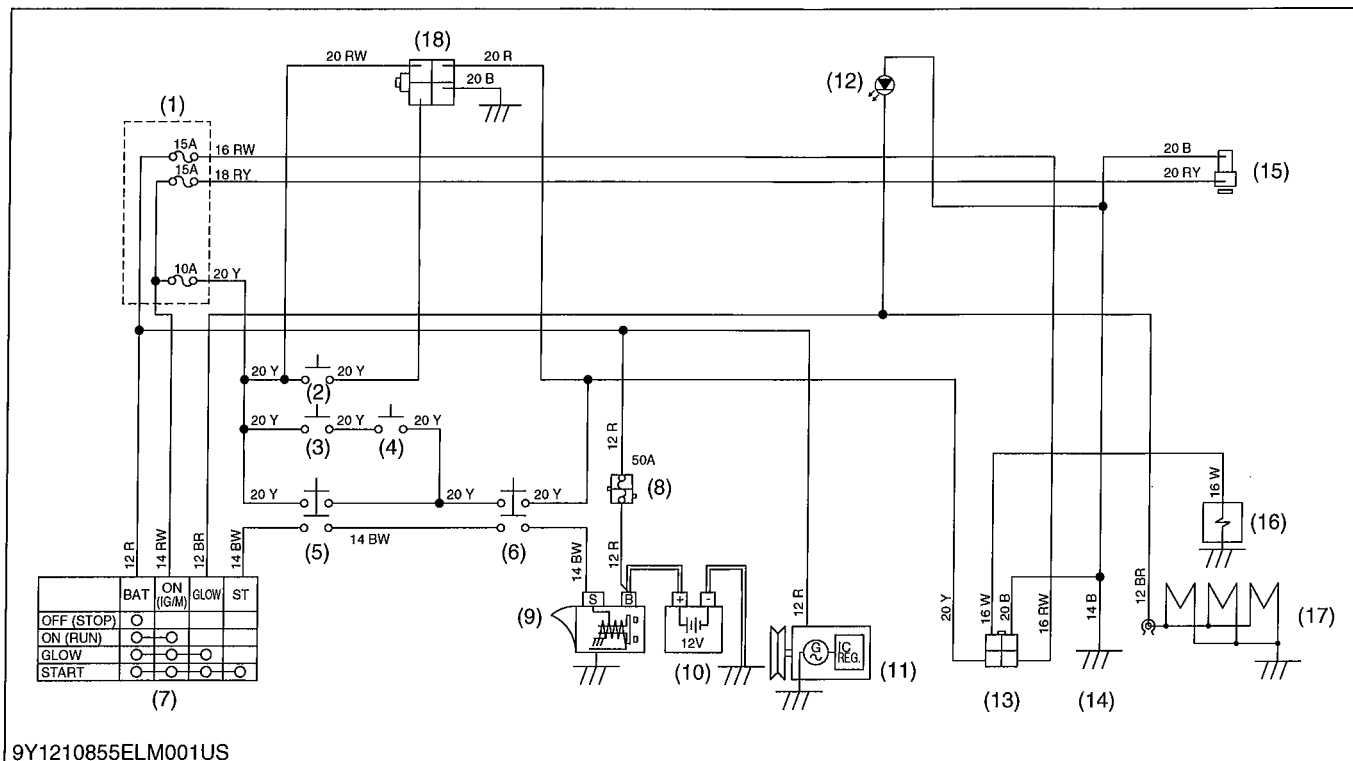 (18)
20 RW
20 R
20 B
(12)
(1)
15A
16 RW
15A
18 RY
20 B
20 RY
(15)
10A
20 Y
20 Y
20 Y
(2)
20 Y
20 Y
20 Y
(3)
(4)
12 R
50A
(8)
16 W
(16)
20 Y
20 Y
20 Y
14 BW
(5)
(6)
12 R
14 RW
12 BR
14 BW
14 BW
12 R
12 R
20 Y
16 W
20 B
16 RW
14 B
12 BR
(17)
BAT
ON
(IG/M)
GLOW
ST
OFF (STOP)
ON (RUN)
GLOW
START
(7)
(9)
S
B
+
-
12V
(10)
G
IC
REG.
(11)
(13)
(14)
9Y1210855ELM001US